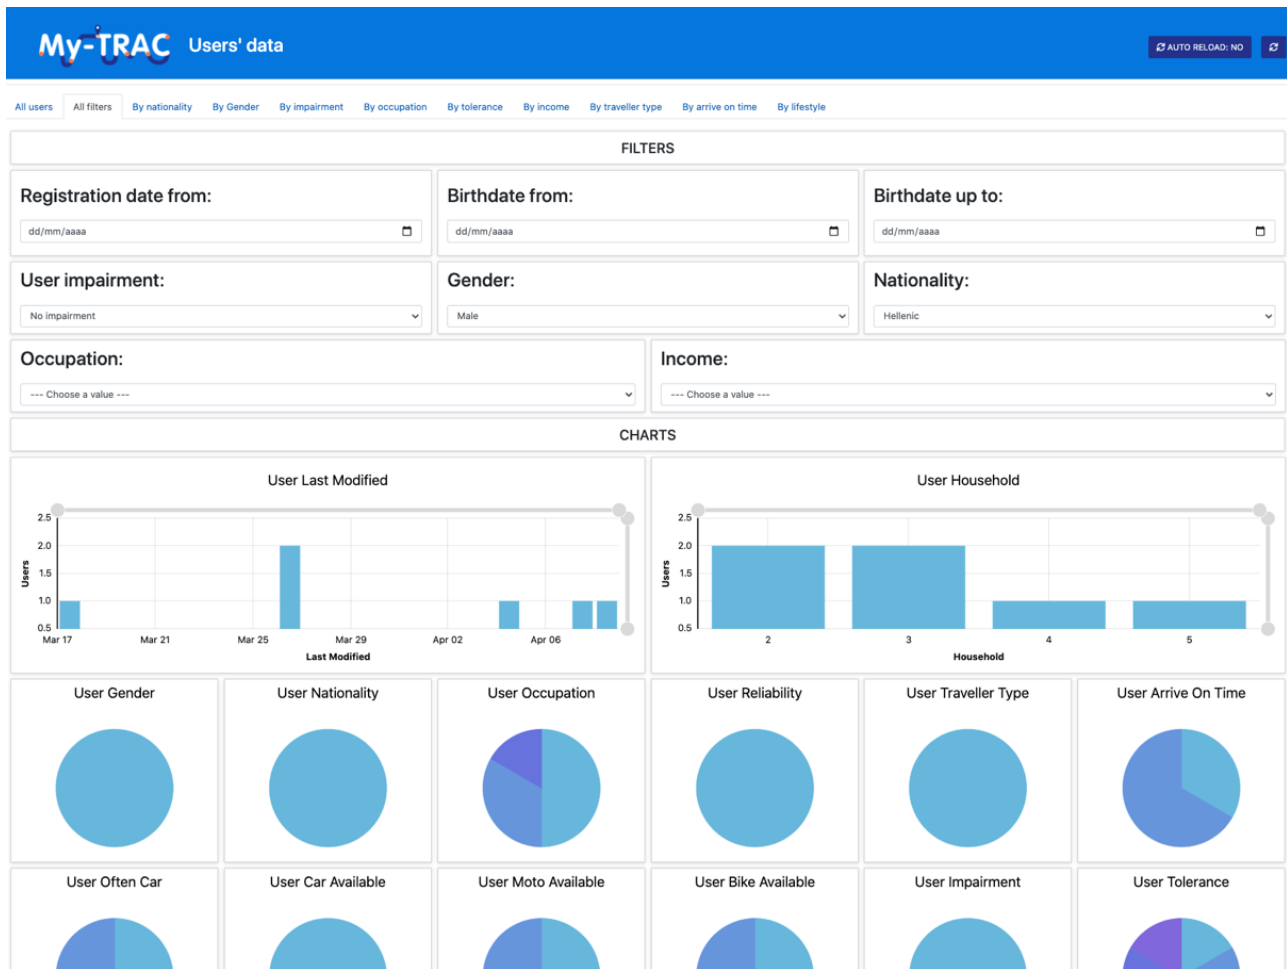 My-TRAC Users' data
AUTO RELOAD: NO
All users All filters By nationality By Gender By impairment By occupation By tolerance By income By traveller type By arrive on time By lifestyle
FILTERS
Registration date from: Birthdate from: Birthdate up to:
dd/mm/aaaa dd/mm/aaaa dd/mm/aaaa
User impairment: Gender: Nationality:
No impairment Male Hellenic
Occupation: Income:
--- Choose a value --- --- Choose a value ---
CHARTS
User Last Modified
2.5
2.0
1.5
1.0
0.5
Users
Mar 17 Mar 21 Mar 25 Mar 29 Apr 02 Apr 06
Last Modified
User Household
2.5
2.0
1.5
1.0
0.5
Users
2 3 4 5
Household
User Gender User Nationality User Occupation User Reliability User Traveller Type User Arrive On Time
User Often Car User Car Available User Moto Available User Bike Available User Impairment User Tolerance